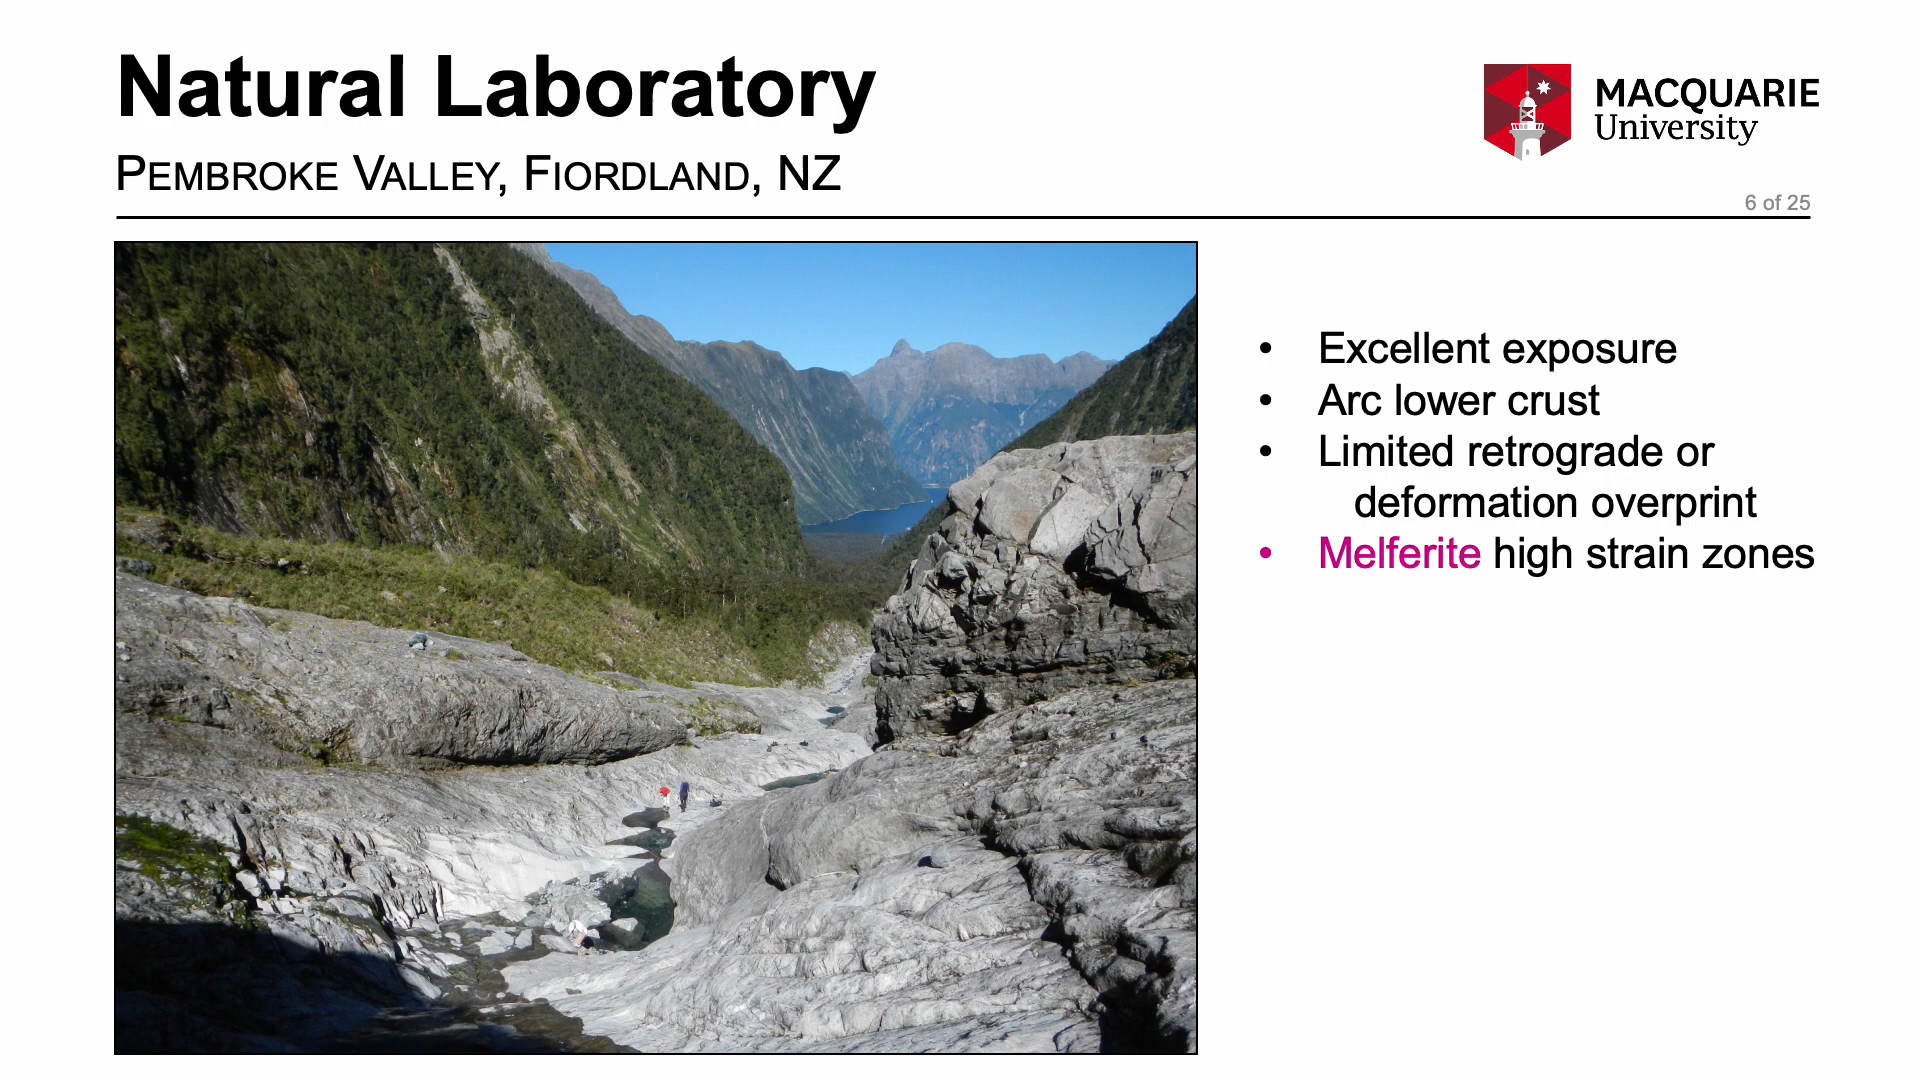 Natural Laboratory
PEMBROKE VALLEY, FIORDLAND, NZ
MACQUARIE
University
6 of 25
• Excellent exposure
• Arc lower crust
• Limited retrograde or
deformation overprint
• Melferite high strain zones